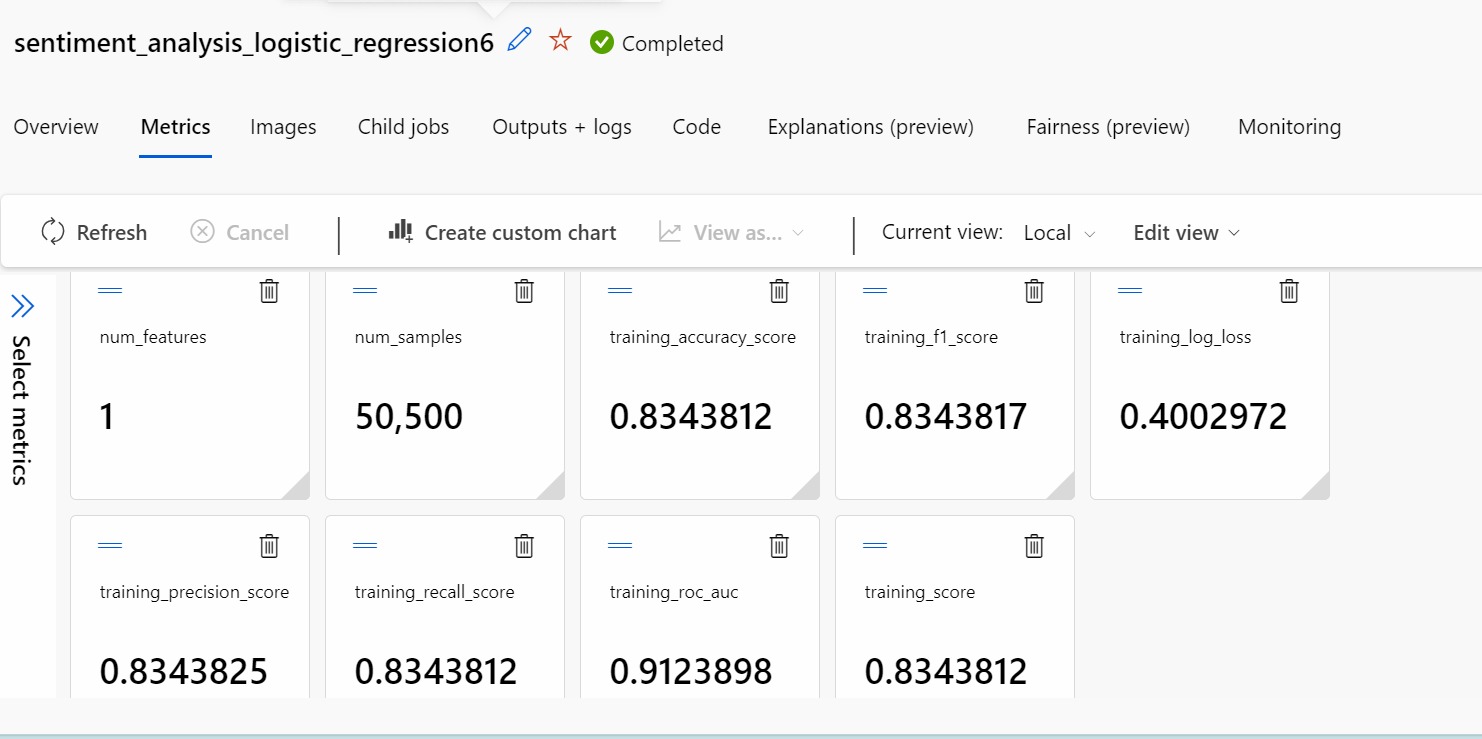 sentiment_analysis_logistic_regression6 Completed
Overview Metrics Images Child jobs Outputs + logs Code Explanations (preview) Fairness (preview) Monitoring
Refresh Cancel Create custom chart View as... Current view: Local Edit view
Select metrics
num_features num_samples training_accuracy_score training_f1_score training_log_loss
1 50,500 0.8343812 0.8343817 0.4002972
training_precision_score training_recall_score training_roc_auc training_score
0.8343825 0.8343812 0.9123898 0.8343812